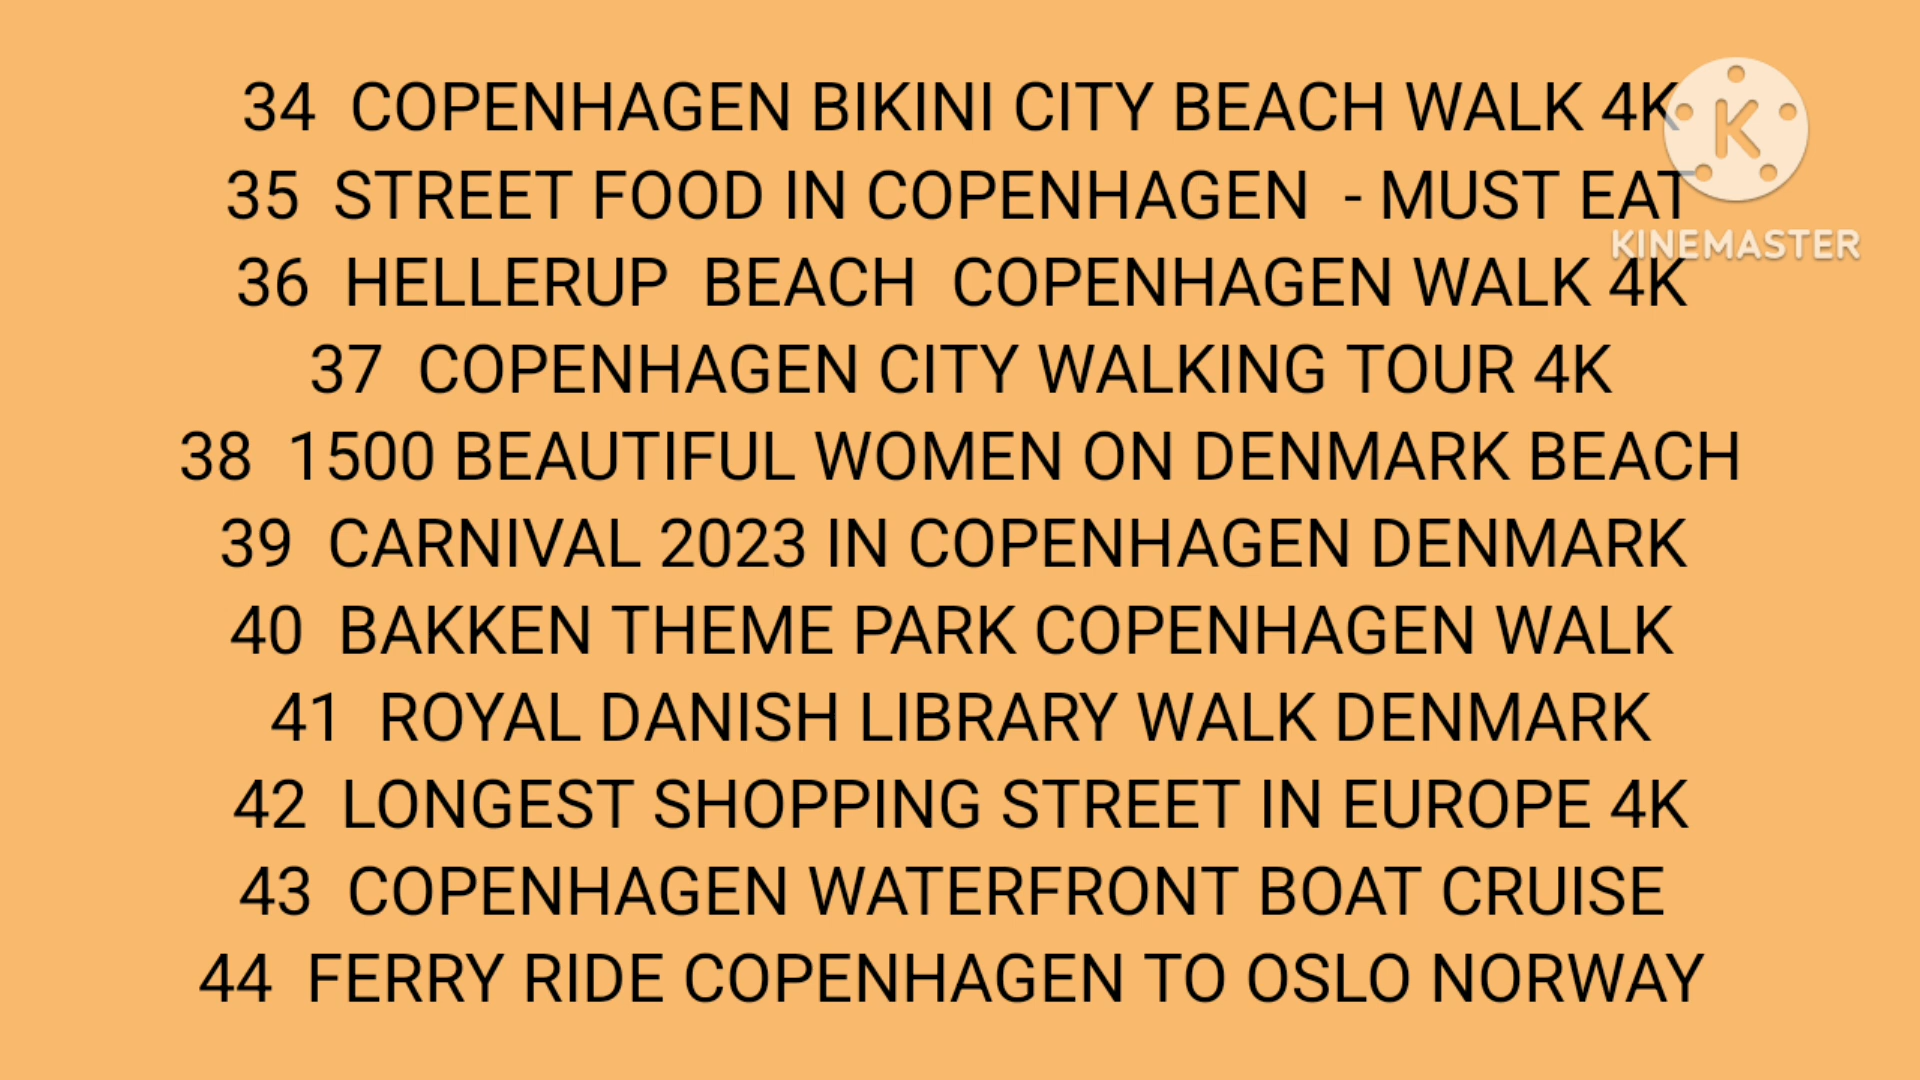 34  COPENHAGEN BIKINI CITY BEACH WALK 4K
35  STREET FOOD IN COPENHAGEN  - MUST EAT
36  HELLERUP  BEACH  COPENHAGEN WALK 4K
37  COPENHAGEN CITY WALKING TOUR 4K
38  1500 BEAUTIFUL WOMEN ON DENMARK BEACH
39  CARNIVAL 2023 IN COPENHAGEN DENMARK
40  BAKKEN THEME PARK COPENHAGEN WALK
41  ROYAL DANISH LIBRARY WALK DENMARK
42  LONGEST SHOPPING STREET IN EUROPE 4K
43  COPENHAGEN WATERFRONT BOAT CRUISE
44  FERRY RIDE COPENHAGEN TO OSLO NORWAY
K
KINEMASTER